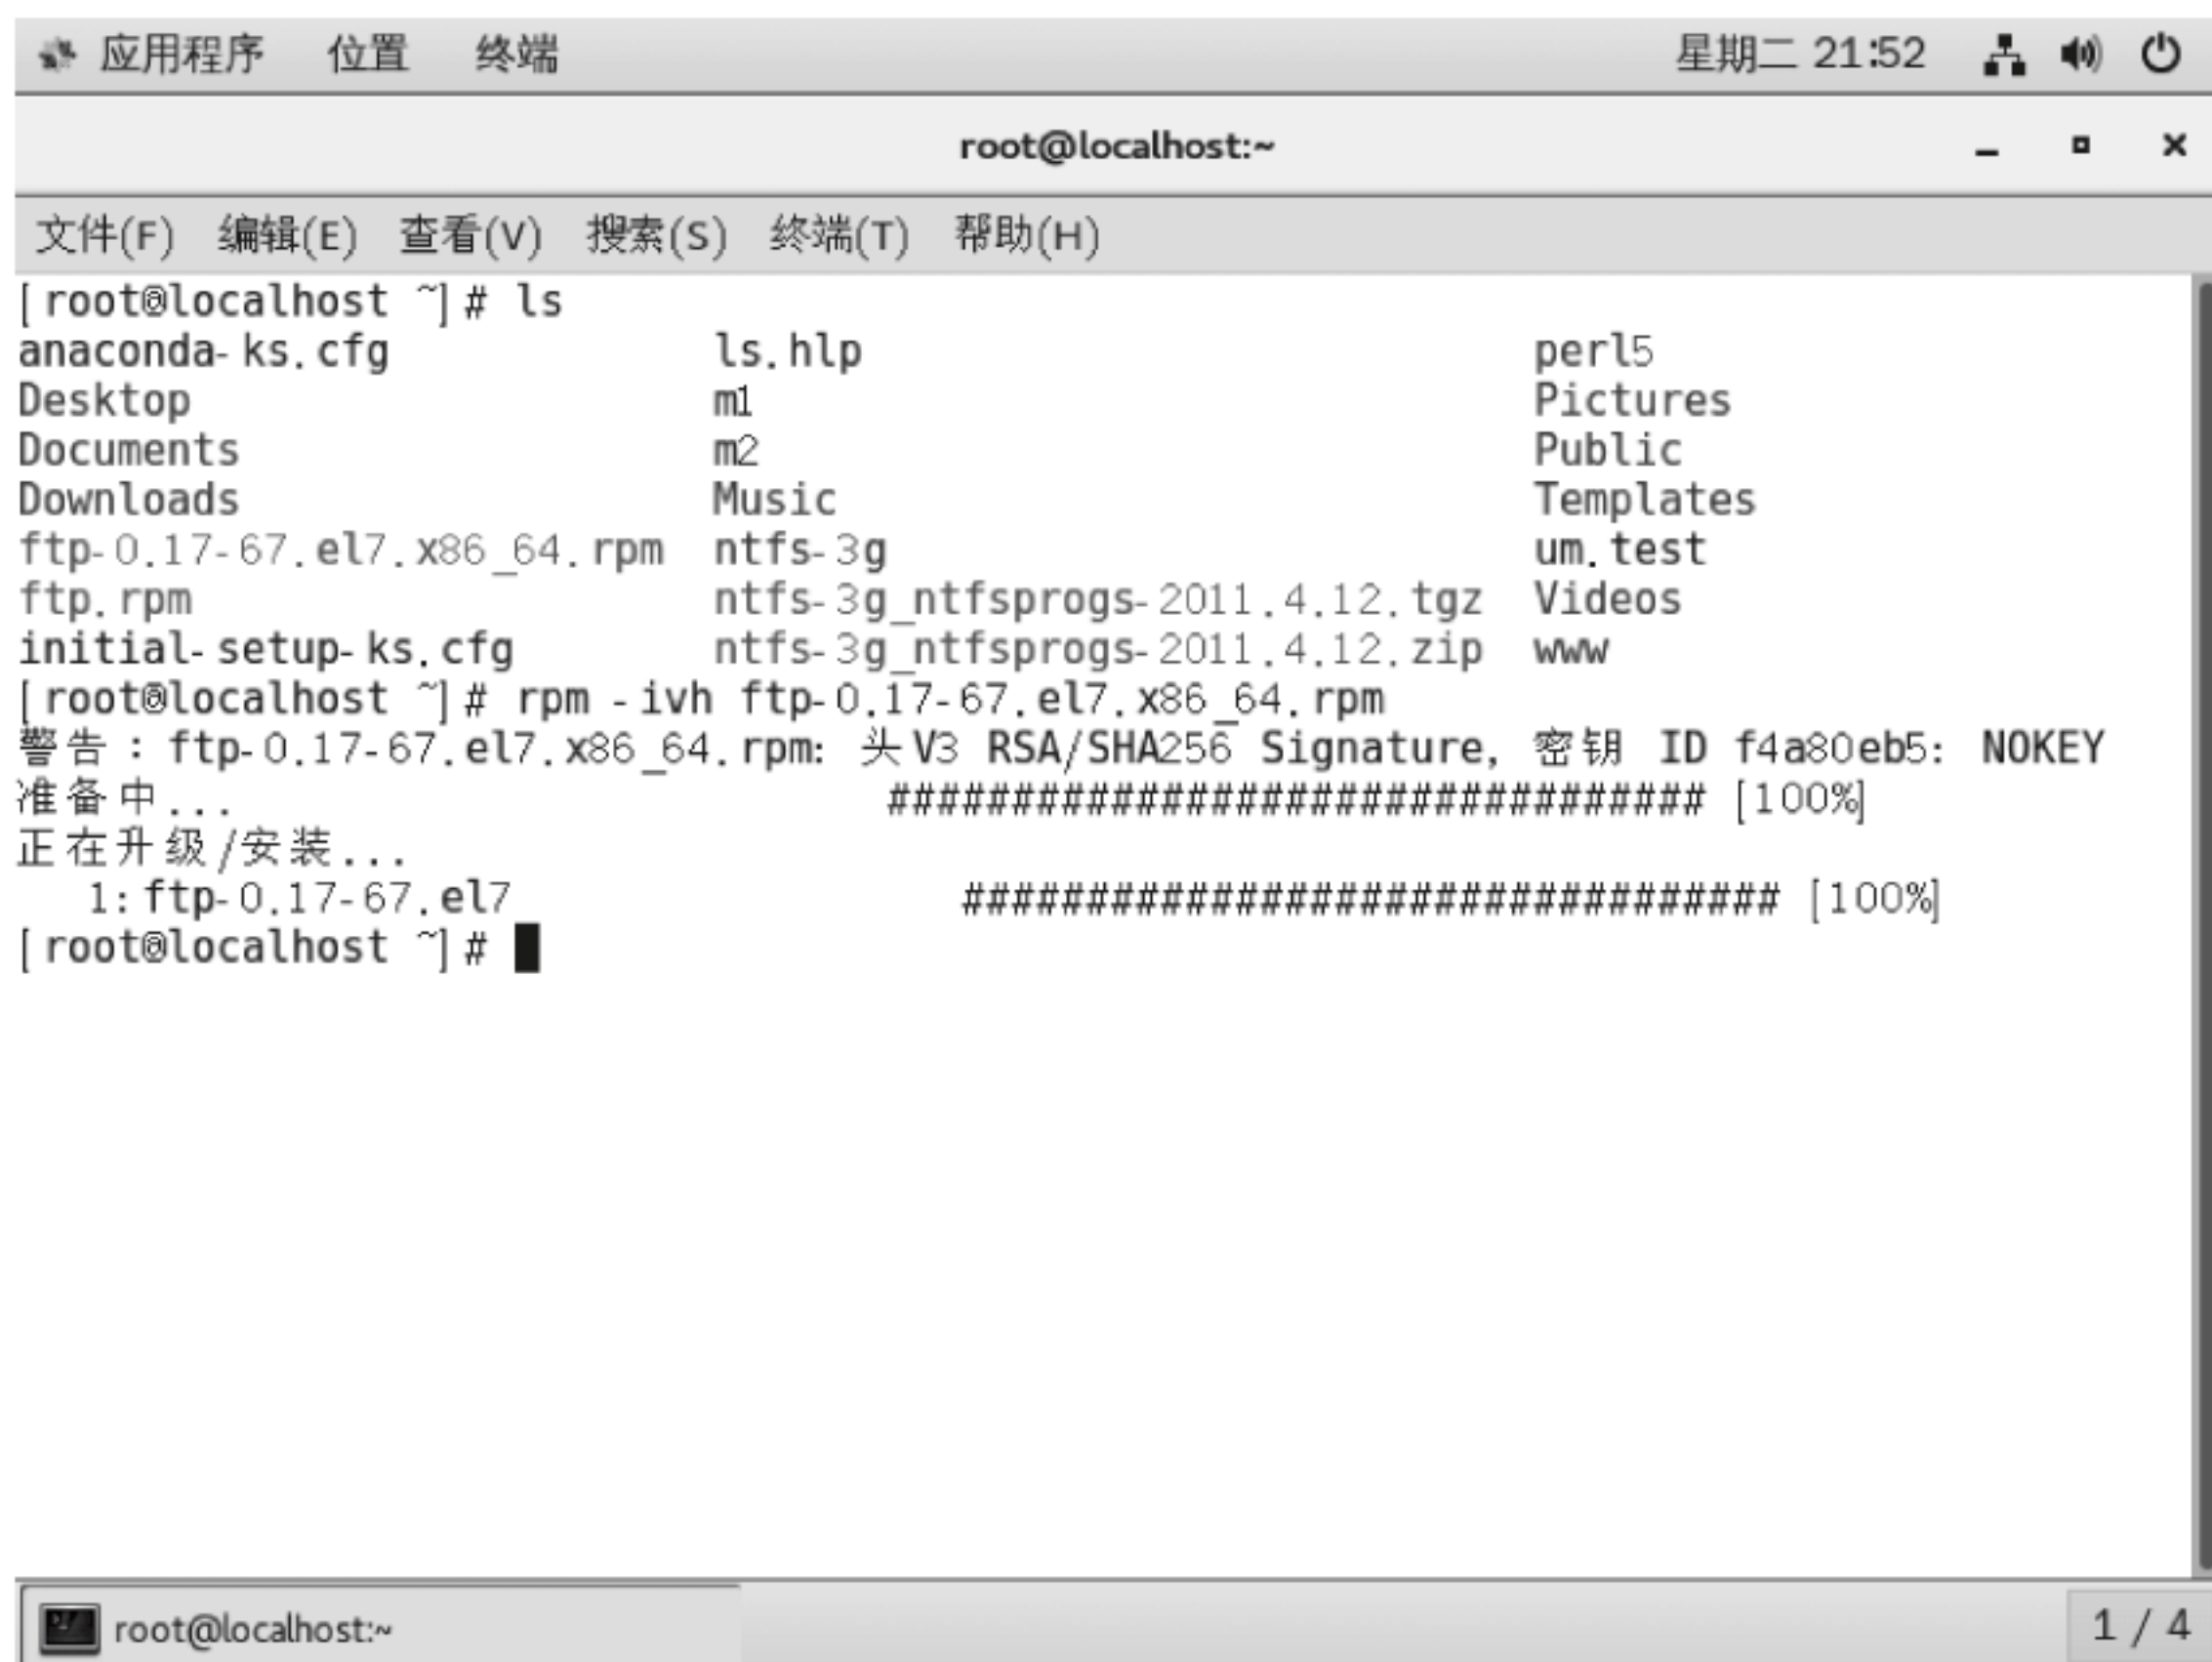 应用程序 位置 终端 星期二 21:52
root@localhost:~
文件(F) 编辑(E) 查看(V) 搜索(S) 终端(T) 帮助(H)
[root@localhost ~]# ls
anaconda-ks.cfg ls.hlp perl5
Desktop m1 Pictures
Documents m2 Public
Downloads Music Templates
ftp-0.17-67.el7.x86_64.rpm ntfs-3g um.test
ftp.rpm ntfs-3g_ntfsprogs-2011.4.12.tgz Videos
initial-setup-ks.cfg ntfs-3g_ntfsprogs-2011.4.12.zip www
[root@localhost ~]# rpm -ivh ftp-0.17-67.el7.x86_64.rpm
警告：ftp-0.17-67.el7.x86_64.rpm: 头V3 RSA/SHA256 Signature, 密钥 ID f4a80eb5: NOKEY
准备中... ################################# [100%]
正在升级/安装...
1:ftp-0.17-67.el7 ################################# [100%]
[root@localhost ~]#
root@localhost:~ 1 / 4